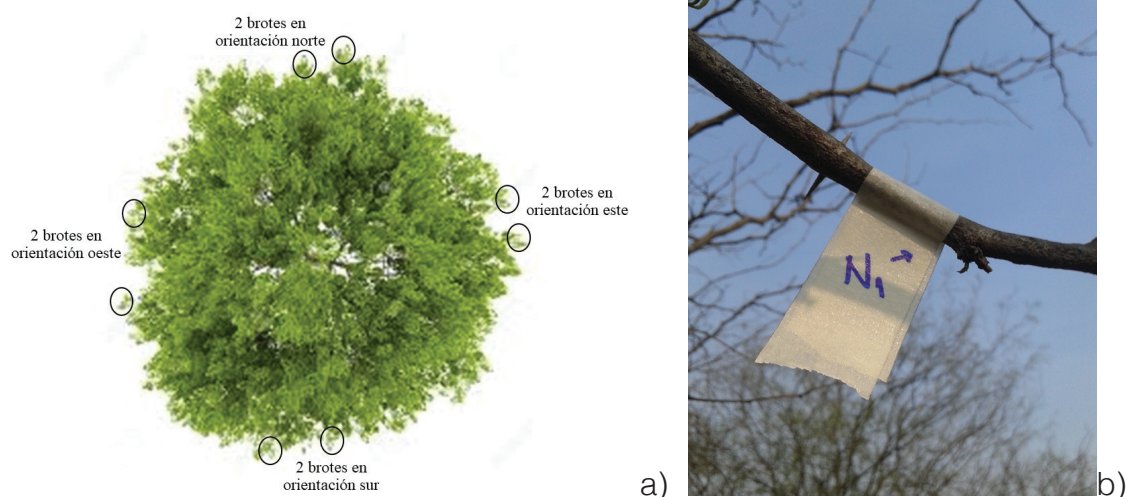 2 brotes en
orientación norte
2 brotes en
orientación este
2 brotes en
orientación oeste
2 brotes en
orientación sur
a)
N1 →
b)